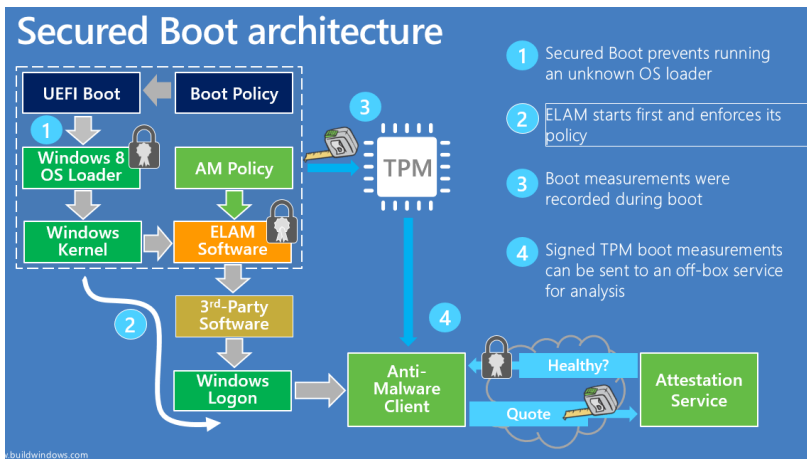 Secured Boot architecture
UEFI Boot
Boot Policy
1
Windows 8
OS Loader
AM Policy
Windows
Kernel
ELAM
Software
3
TPM
2
3rd-Party
Software
Windows
Logon
4
Anti-
Malware
Client
Healthy?
Quote
Attestation
Service
1
Secured Boot prevents running
an unknown OS loader
2
ELAM starts first and enforces its
policy
3
Boot measurements were
recorded during boot
4
Signed TPM boot measurements
can be sent to an off-box service
for analysis
.buildwindows.com